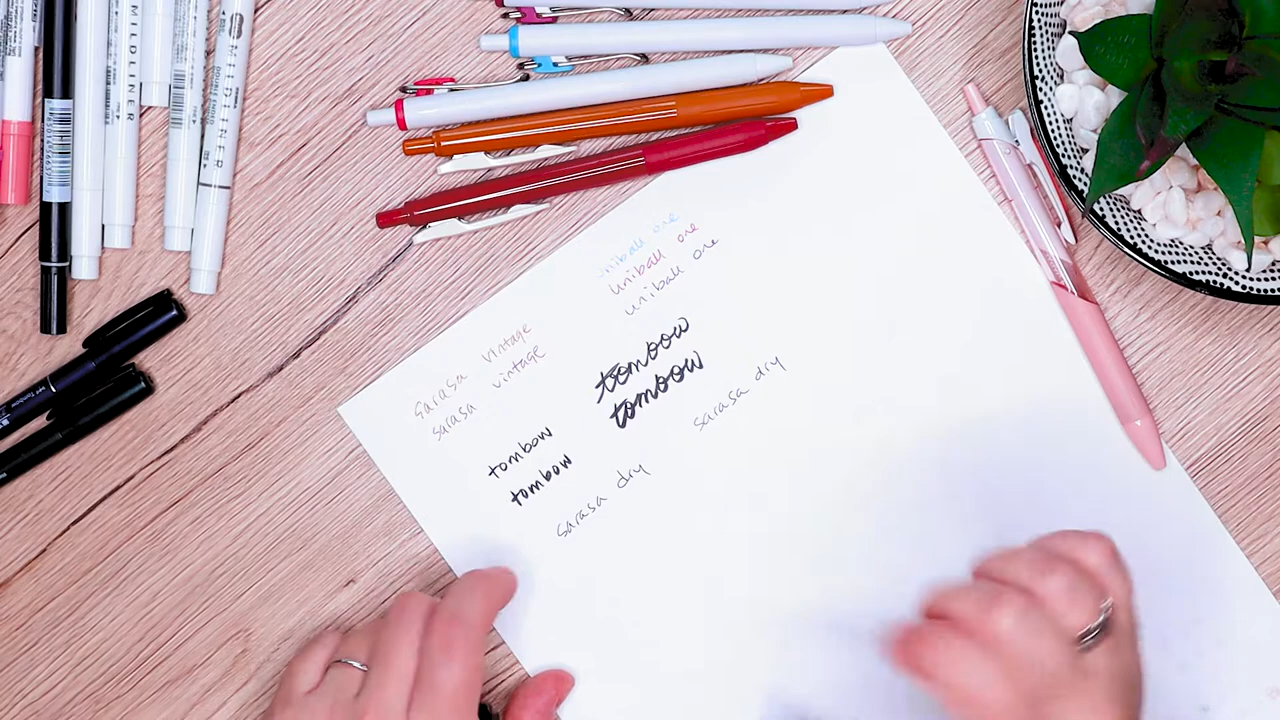 MILDLINER
MILDLINER
DOUBLE ENDED
Tombow
uniball one
uniball one
uniball one
sarasa vintage
sarasa vintage
tombow
tombow
tombow
tombow
sarasa dry
sarasa dry